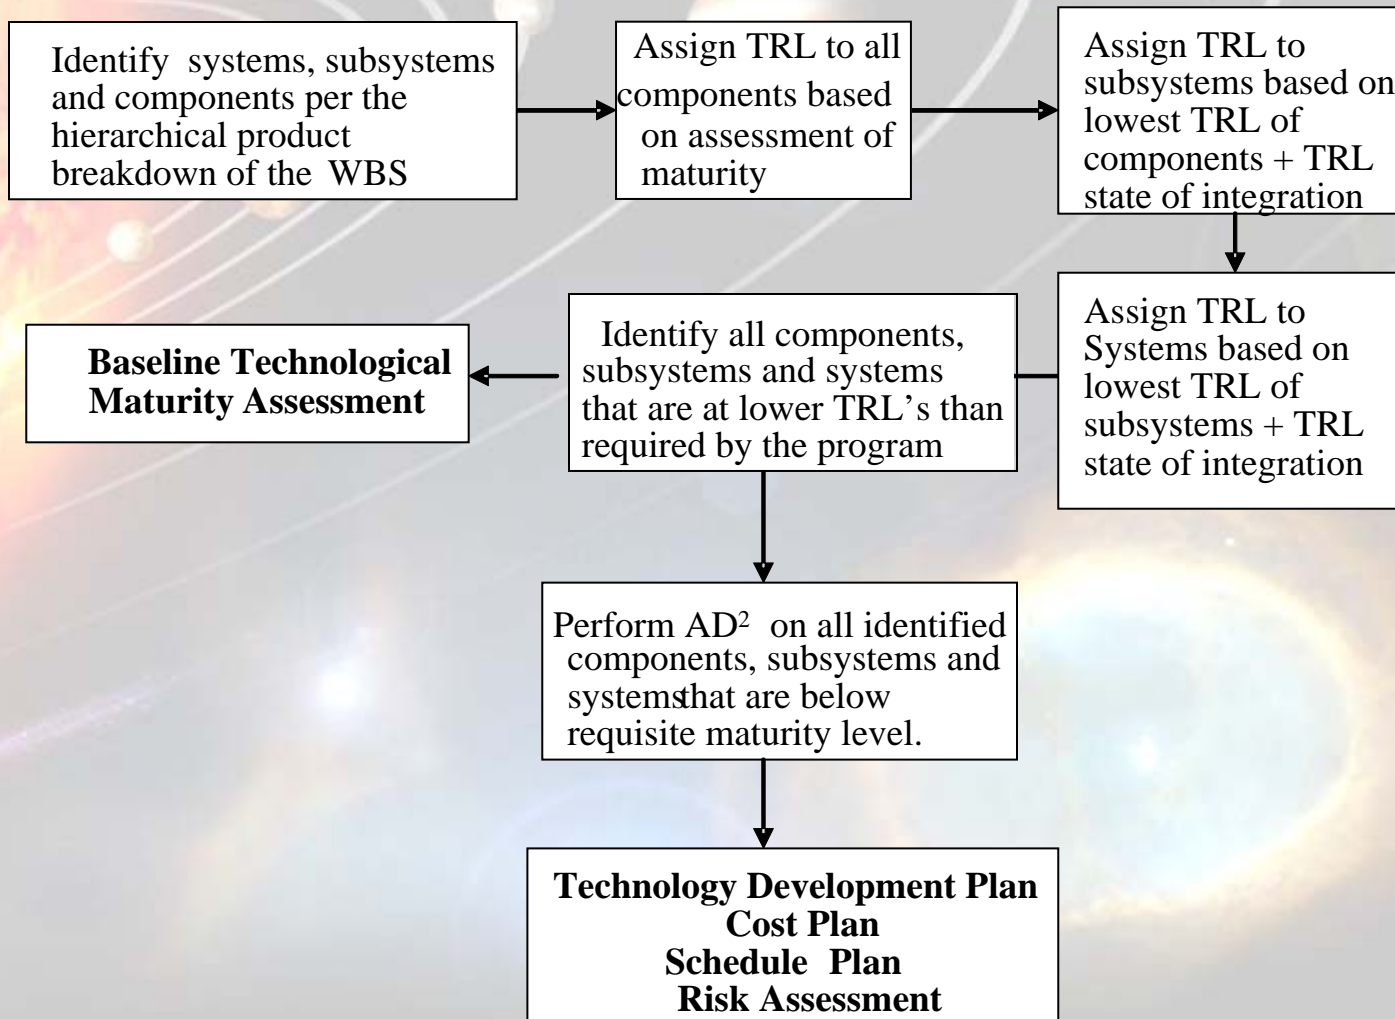 Identify systems, subsystems
and components per the
hierarchical product
breakdown of the WBS
Assign TRL to all
components based
on assessment of
maturity
Assign TRL to
subsystems based on
lowest TRL of
components + TRL
state of integration
Assign TRL to
Systems based on
lowest TRL of
subsystems + TRL
state of integration
Identify all components,
subsystems and systems
that are at lower TRL’s than
required by the program
Baseline Technological
Maturity Assessment
Perform AD² on all identified
components, subsystems and
systemsthat are below
requisite maturity level.
Technology Development Plan
Cost Plan
Schedule Plan
Risk Assessment